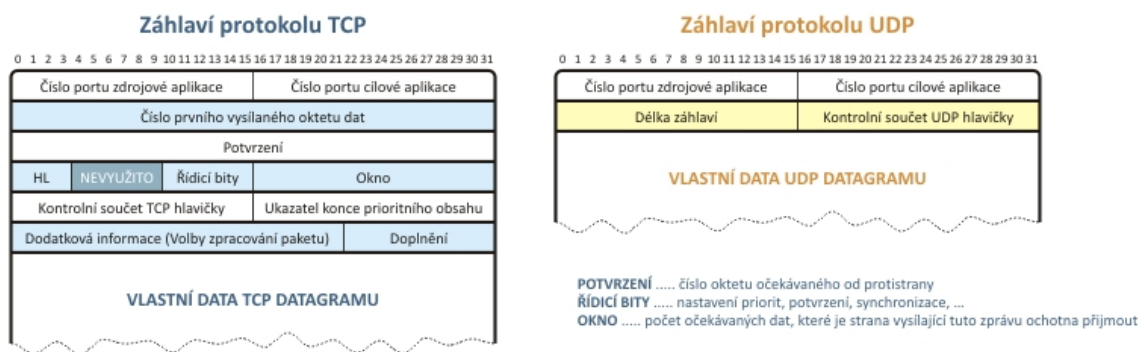 Záhlaví protokolu TCP
0 1 2 3 4 5 6 7 8 9 10 11 12 13 14 15 16 17 18 19 20 21 22 23 24 25 26 27 28 29 30 31
Číslo portu zdrojové aplikace Číslo portu cílové aplikace
Číslo prvního vysílaného oktetu dat
Potvrzení
HL NEVYUŽITO Řídicí bity Okno
Kontrolní součet TCP hlavičky Ukazatel konce prioritního obsahu
Dodatková informace (Volby zpracování paketu) Doplnění
VLASTNÍ DATA TCP DATAGRAMU
Záhlaví protokolu UDP
0 1 2 3 4 5 6 7 8 9 10 11 12 13 14 15 16 17 18 19 20 21 22 23 24 25 26 27 28 29 30 31
Číslo portu zdrojové aplikace Číslo portu cílové aplikace
Délka záhlaví Kontrolní součet UDP hlavičky
VLASTNÍ DATA UDP DATAGRAMU
POTVRZENÍ ..... číslo oktetu očekávaného od protistrany
ŘÍDICÍ BITY ..... nastavení priorit, potvrzení, synchronizace, ...
OKNO ..... počet očekávaných dat, které je strana vysílající tuto zprávu ochotna přijmout